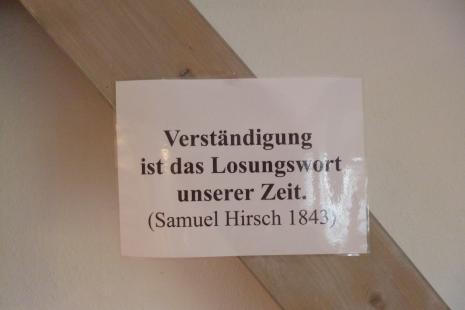 Verständigung
ist das Losungswort
unserer Zeit.
(Samuel Hirsch 1843)